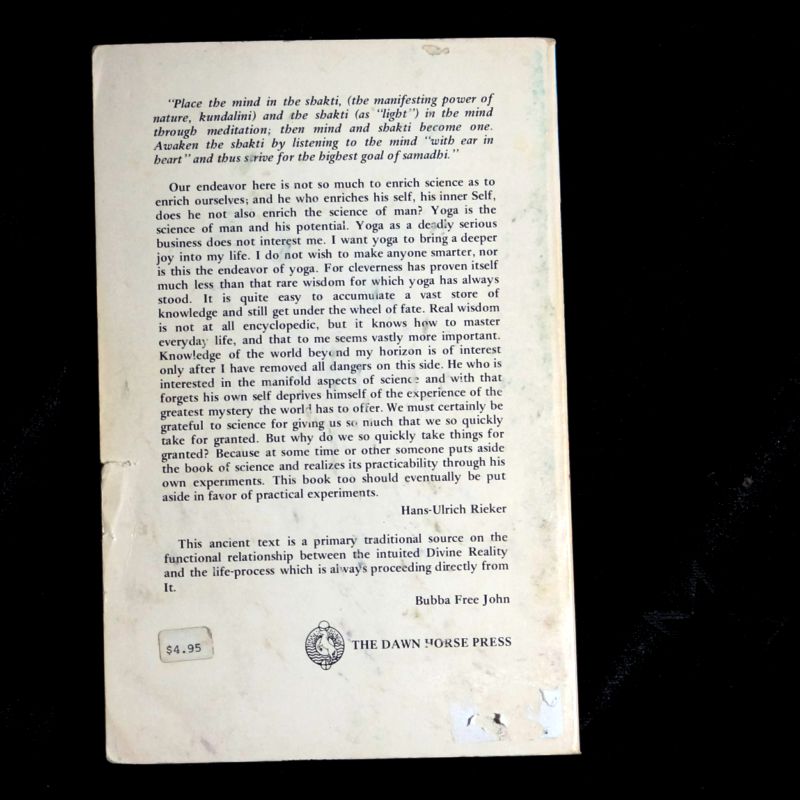 "Place the mind in the shakti, (the manifesting power of
nature, kundalini) and the shakti (as "light") in the mind
through meditation; then mind and shakti become one.
Awaken the shakti by listening to the mind "with ear in
heart" and thus strive for the highest goal of samadhi."
Our endeavor here is not so much to enrich science as to
enrich ourselves; and he who enriches his self, his inner Self,
does he not also enrich the science of man? Yoga is the
science of man and his potential. Yoga as a deadly serious
business does not interest me. I want yoga to bring a deeper
joy into my life. I do not wish to make anyone smarter, nor
is this the endeavor of yoga. For cleverness has proven itself
much less than that rare wisdom for which yoga has always
stood. It is quite easy to accumulate a vast store of
knowledge and still get under the wheel of fate. Real wisdom
is not at all encyclopedic, but it knows how to master
everyday life, and that to me seems vastly more important.
Knowledge of the world beyond my horizon is of interest
only after I have removed all dangers on this side. He who is
interested in the manifold aspects of science and with that
forgets his own self deprives himself of the experience of the
greatest mystery the world has to offer. We must certainly be
grateful to science for giving us so much that we so quickly
take for granted. But why do we so quickly take things for
granted? Because at some time or other someone puts aside
the book of science and realizes its practicability through his
own experiments. This book too should eventually be put
aside in favor of practical experiments.
Hans-Ulrich Rieker
This ancient text is a primary traditional source on the
functional relationship between the intuited Divine Reality
and the life-process which is always proceeding directly from
It.
Bubba Free John
$4.95
THE DAWN HORSE PRESS